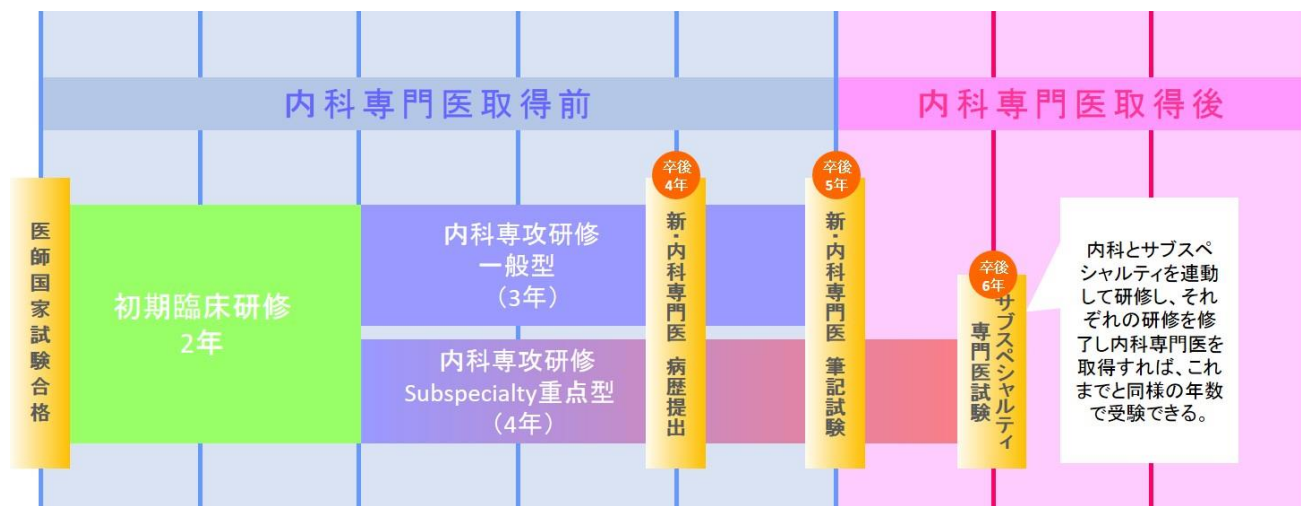 内科専門医取得前
内科専門医取得後
医師国家試験合格
初期臨床研修
2年
内科専攻研修
一般型
（3年）
内科専攻研修
Subspecialty重点型
（4年）
卒後
4年
新・内科専門医 病歴提出
卒後
5年
新・内科専門医 筆記試験
卒後
6年
サブスペシャルティ
専門医試験
内科とサブスペ
シャルティを連動
して研修し、それ
ぞれの研修を修
了し内科専門医を
取得すれば、これ
までと同様の年数
で受験できる。